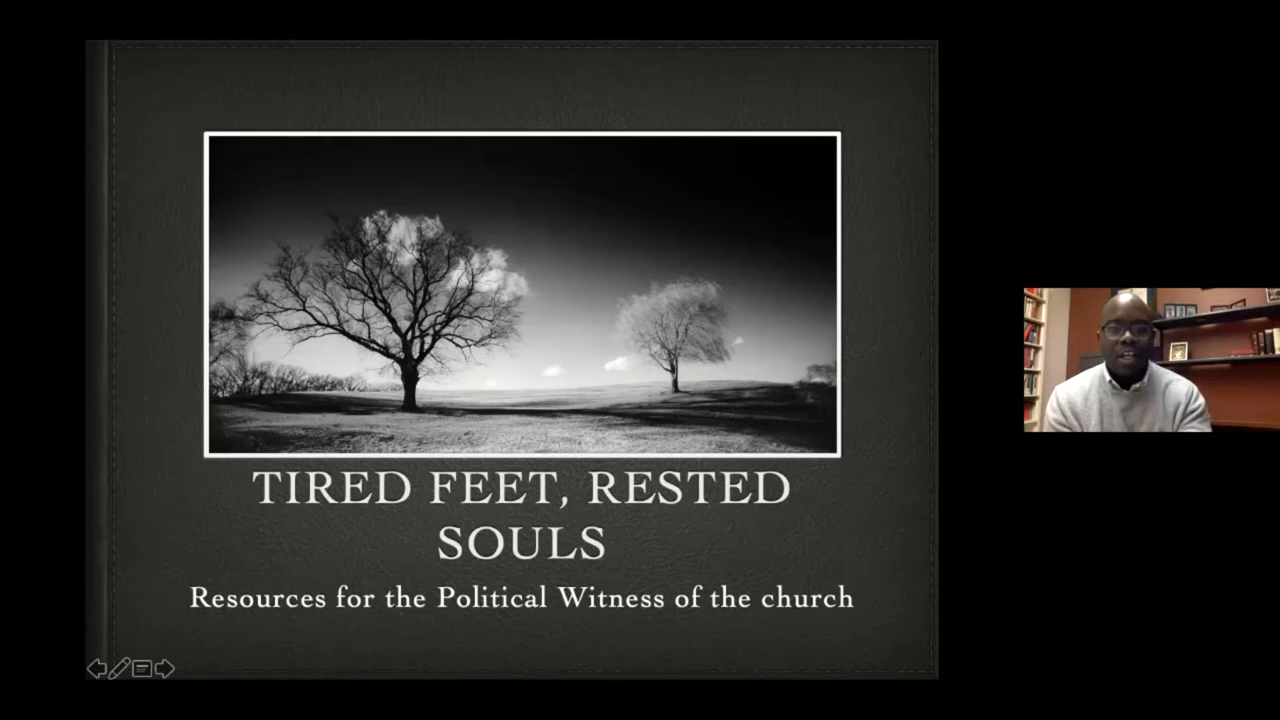 TIRED FEET, RESTED
SOULS
Resources for the Political Witness of the church